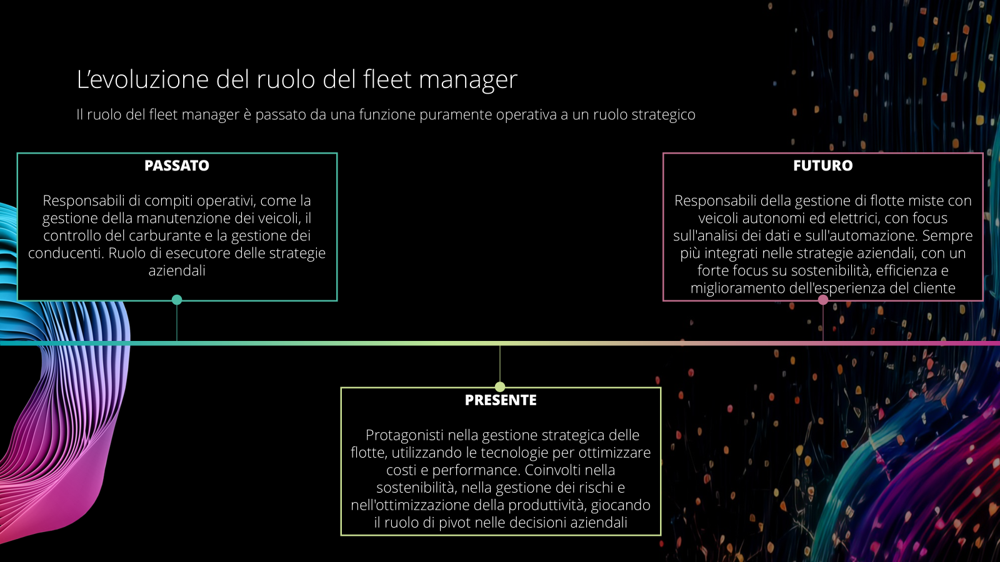 L’evoluzione del ruolo del fleet manager
Il ruolo del fleet manager è passato da una funzione puramente operativa a un ruolo strategico
PASSATO
Responsabili di compiti operativi, come la
gestione della manutenzione dei veicoli, il
controllo del carburante e la gestione dei
conducenti. Ruolo di esecutore delle strategie
aziendali
PRESENTE
Protagonisti nella gestione strategica delle
flotte, utilizzando le tecnologie per ottimizzare
costi e performance. Coinvolti nella
sostenibilità, nella gestione dei rischi e
nell'ottimizzazione della produttività, giocando
il ruolo di pivot nelle decisioni aziendali
FUTURO
Responsabili della gestione di flotte miste con
veicoli autonomi ed elettrici, con focus
sull'analisi dei dati e sull'automazione. Sempre
più integrati nelle strategie aziendali, con un
forte focus su sostenibilità, efficienza e
miglioramento dell'esperienza del cliente